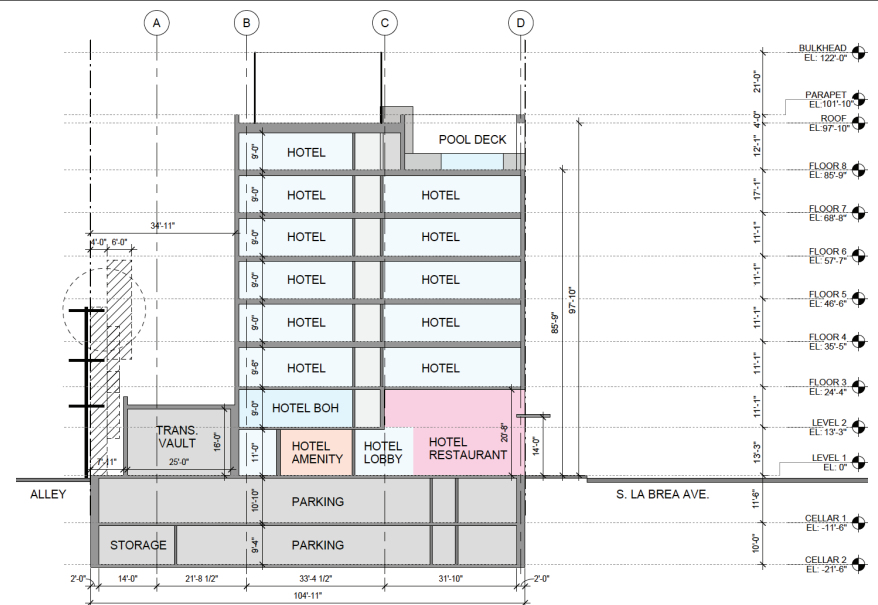 A B C D
BULKHEAD
EL: 122'-0"
21'-0"
PARAPET
EL:101'-10"
4'-0"
ROOF
EL:97'-10"
12'-1"
POOL DECK
9'-0" HOTEL
FLOOR 8
EL: 85'-9"
17'-1"
9'-0" HOTEL HOTEL
FLOOR 7
EL: 68'-8"
34'-11"
11'-1"
9'-0" HOTEL HOTEL
4'-0" 6'-0"
FLOOR 6
EL: 57'-7"
11'-1"
9'-0" HOTEL HOTEL
FLOOR 5
EL: 46'-6"
97'-10"
85'-9"
11'-1"
9'-0" HOTEL HOTEL
FLOOR 4
EL: 35'-5"
11'-1"
9'-6" HOTEL HOTEL
FLOOR 3
EL: 24'-4"
11'-1"
9'-0" HOTEL BOH
LEVEL 2
EL: 13'-3"
TRANS.
VAULT
16'-0"
20'-8"
14'-0"
13'-3"
11'-0"
HOTEL
AMENITY
HOTEL
LOBBY
HOTEL
RESTAURANT
7'-11" 25'-0"
LEVEL 1
EL: 0"
ALLEY
S. LA BREA AVE.
11'-6"
10'-10" PARKING
CELLAR 1
EL: -11'-6"
10'-0"
STORAGE 9'-4" PARKING
CELLAR 2
EL: -21'-6"
2'-0" 14'-0" 21'-8 1/2" 33'-4 1/2" 31'-10" 2'-0"
104'-11"